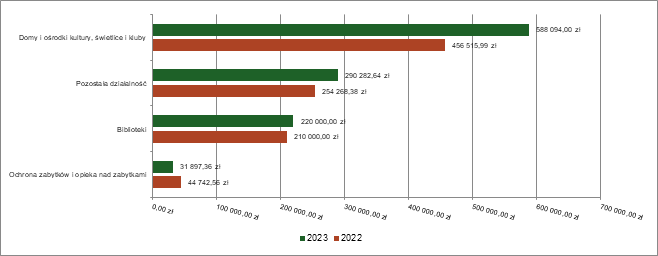 Domy i ośrodki kultury, świetlice i kluby
588 094,00 zł
456 515,99 zł
Pozostała działalność
290 282,64 zł
254 268,38 zł
Biblioteki
220 000,00 zł
210 000,00 zł
Ochrona zabytków i opieka nad zabytkami
31 897,36 zł
44 742,56 zł
0,00 zł
100 000,00 zł
200 000,00 zł
300 000,00 zł
400 000,00 zł
500 000,00 zł
600 000,00 zł
700 000,00 zł
2023
2022